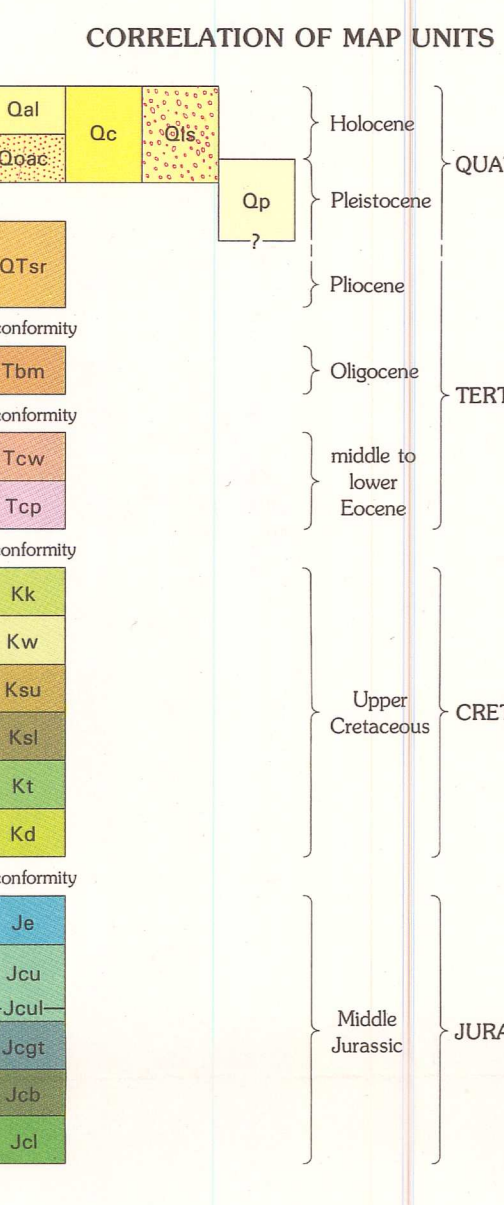 CORRELATION OF MAP UNITS
Qal
Qoac
Qc
Qls
Qp
?
Holocene
Pleistocene
QUA
QTsr
Pliocene
conformity
Tbm
Oligocene
TERT
conformity
Tcw
Tcp
middle to
lower
Eocene
conformity
Kk
Kw
Ksu
Ksl
Kt
Kd
Upper
Cretaceous
CRET
conformity
Je
Jcu
Jcul
Jcgt
Jcb
Jcl
Middle
Jurassic
JURA